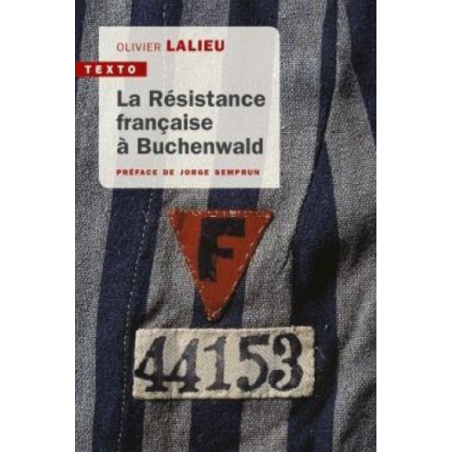 OLIVIER LALIEU
TEXTO
La Résistance
française
à Buchenwald
PRÉFACE DE JORGE SEMPRUN
F
44153